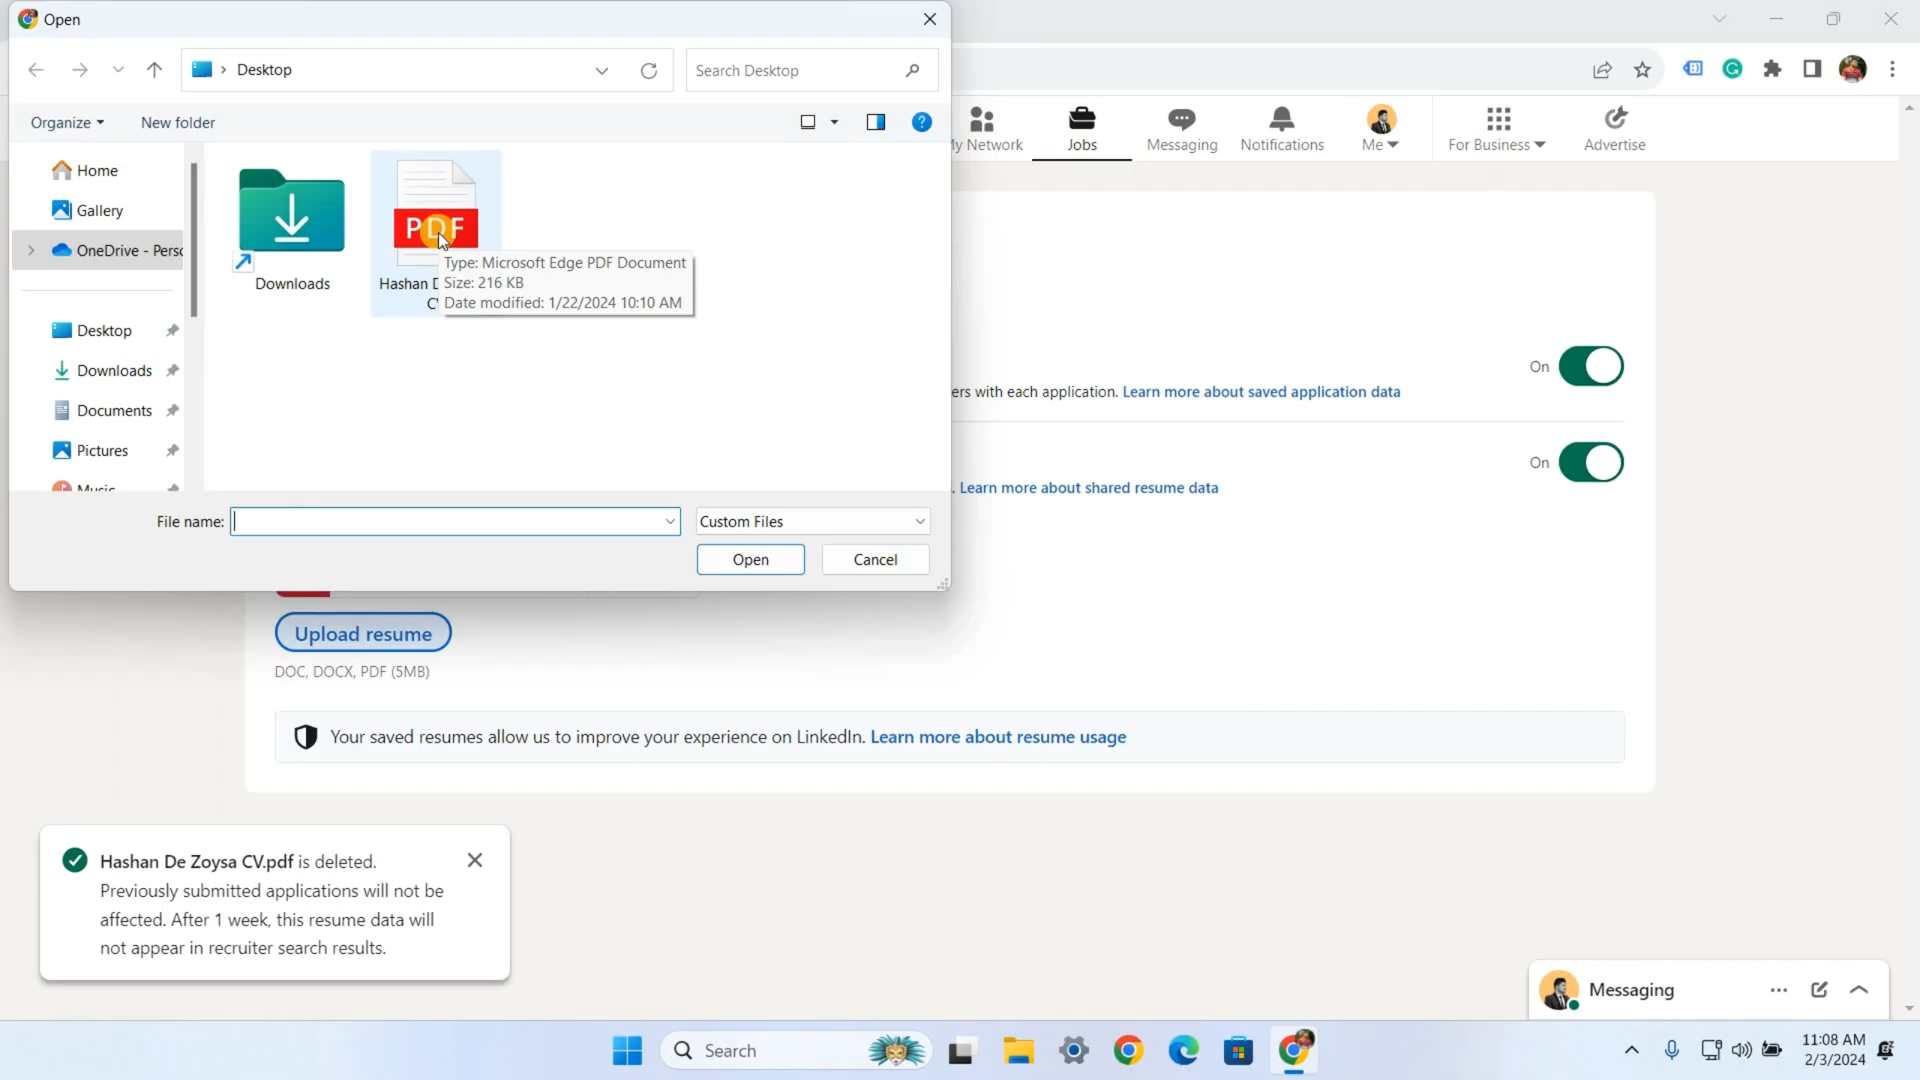 Open
Desktop
Search Desktop
Organize
New folder
Home
Gallery
OneDrive - Perso
Desktop
Downloads
Documents
Pictures
Music
Downloads
PDF
Hashan D
Type: Microsoft Edge PDF Document
Size: 216 KB
Date modified: 1/22/2024 10:10 AM
File name:
Custom Files
Open
Cancel
My Network
Jobs
Messaging
Notifications
Me
For Business
Advertise
On
ers with each application. Learn more about saved application data
On
. Learn more about shared resume data
Upload resume
DOC, DOCX, PDF (5MB)
Your saved resumes allow us to improve your experience on LinkedIn. Learn more about resume usage
Hashan De Zoysa CV.pdf is deleted.
Previously submitted applications will not be
affected. After 1 week, this resume data will
not appear in recruiter search results.
Messaging
Search
11:08 AM
2/3/2024